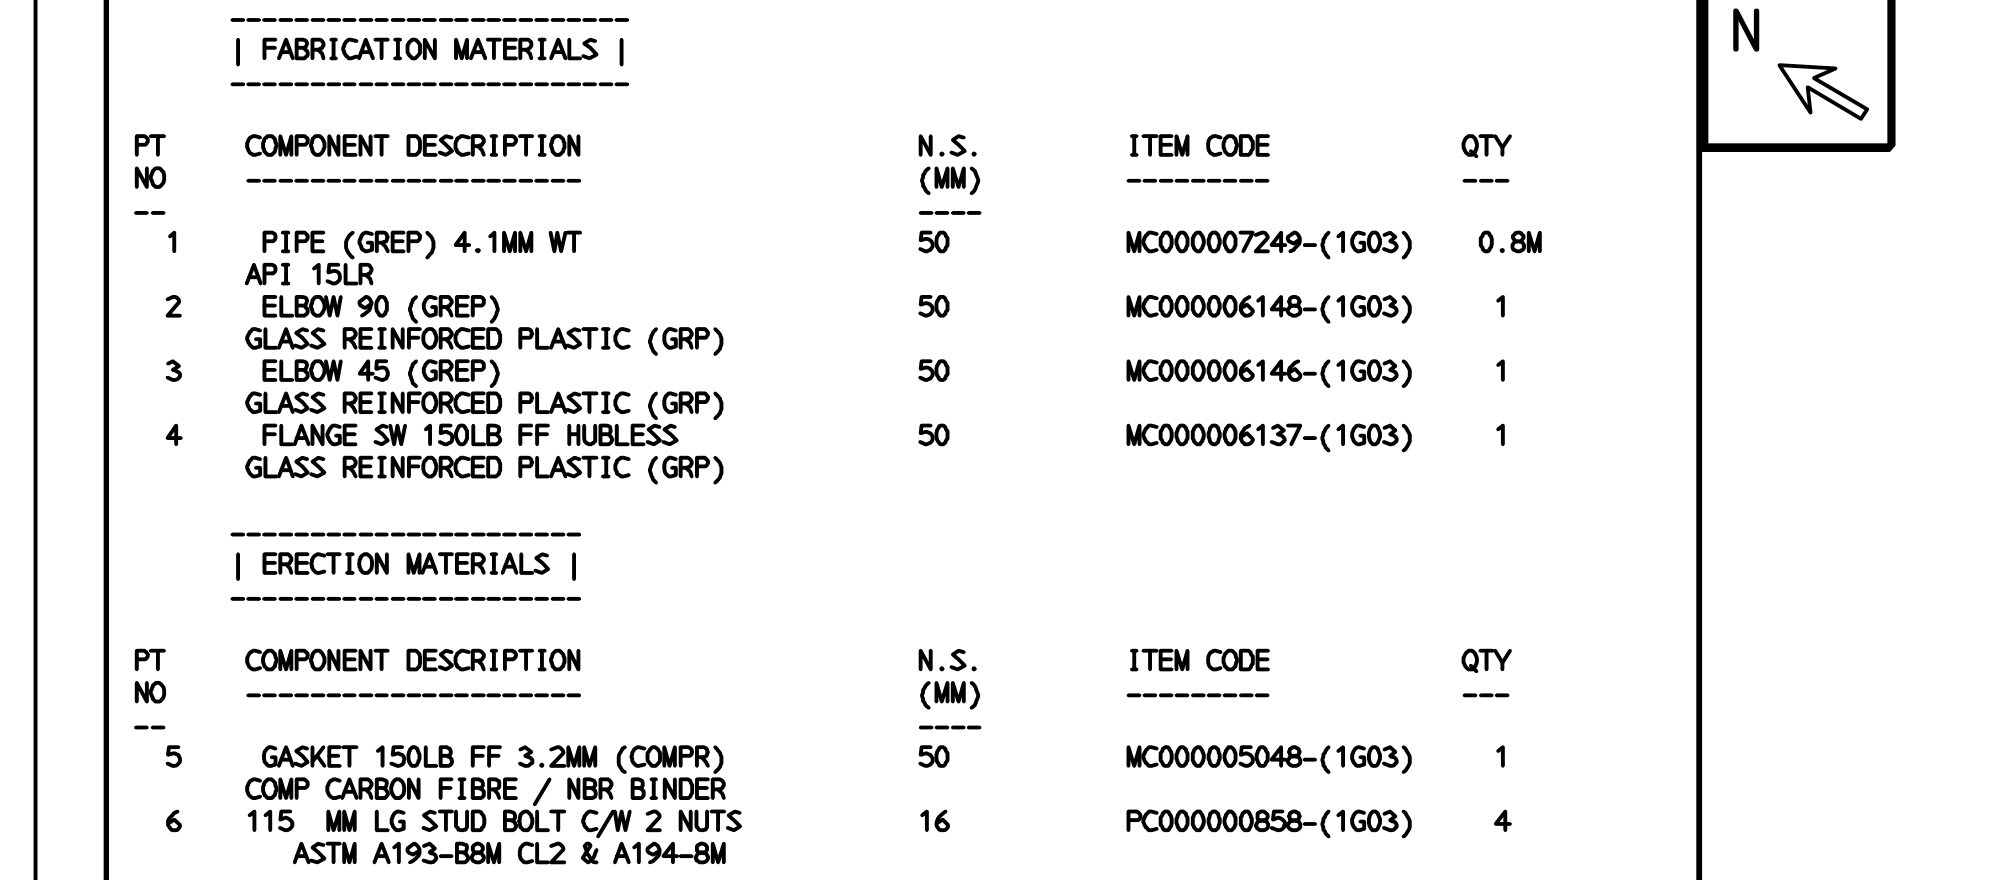 | FABRICATION MATERIALS |
N
PT COMPONENT DESCRIPTION N.S. ITEM CODE QTY
NO --------------------- (MM) --------- ---
-- ----
1 PIPE (GREP) 4.1MM WT 50 MC000007249-(1G03) 0.8M
API 15LR
2 ELBOW 90 (GREP) 50 MC000006148-(1G03) 1
GLASS REINFORCED PLASTIC (GRP)
3 ELBOW 45 (GREP) 50 MC000006146-(1G03) 1
GLASS REINFORCED PLASTIC (GRP)
4 FLANGE SW 150LB FF HUBLESS 50 MC000006137-(1G03) 1
GLASS REINFORCED PLASTIC (GRP)
| ERECTION MATERIALS |
PT COMPONENT DESCRIPTION N.S. ITEM CODE QTY
NO --------------------- (MM) --------- ---
-- ----
5 GASKET 150LB FF 3.2MM (COMPR) 50 MC000005048-(1G03) 1
COMP CARBON FIBRE / NBR BINDER
6 115 MM LG STUD BOLT C/W 2 NUTS 16 PC000000858-(1G03) 4
ASTM A193-B8M CL2 & A194-8M